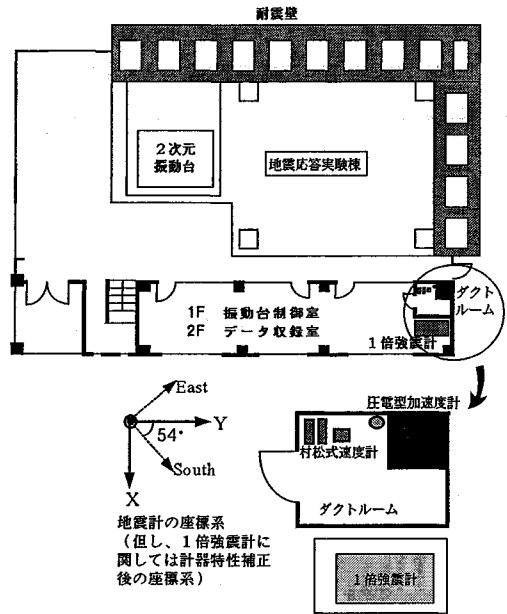 耐震壁
2次元
振動台
地震応答実験棟
1F 振動台制御室
2F データ収録室
ダクト
ルーム
1倍強震計
East
Y
54°
South
X
地震計の座標系
(但し、1倍強震計に
関しては計器特性補正
後の座標系)
圧電型加速度計
村松式速度計
ダクトルーム
1倍強震計